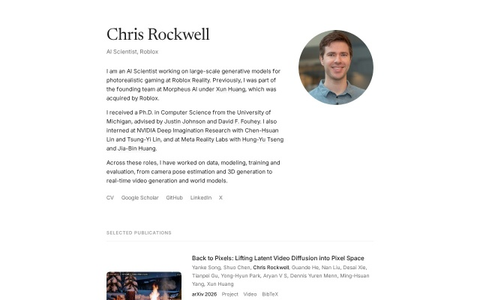 Chris Rockwell
AI Scientist, Roblox
I am an AI Scientist working on large-scale generative models for
photorealistic gaming at Roblox Reality. Previously, I was part of
the founding team at Morpheus AI under Xun Huang, which was
acquired by Roblox.
I received a Ph.D. in Computer Science from the University of
Michigan, advised by Justin Johnson and David F. Fouhey. I also
interned at NVIDIA Deep Imagination Research with Chen-Hsuan
Lin and Tsung-Yi Lin, and at Meta Reality Labs with Hung-Yu Tseng
and Jia-Bin Huang.
Across these roles, I have worked on data, modeling, training and
evaluation, from camera pose estimation and 3D generation to
real-time video generation and world models.
CV Google Scholar GitHub LinkedIn X
SELECTED PUBLICATIONS
Back to Pixels: Lifting Latent Video Diffusion into Pixel Space
Yanke Song, Shuo Chen, Chris Rockwell, Guande He, Nan Liu, Desai Xie,
Tianpei Gu, Yong-Hyun Park, Aryan V S, Dennis Yuren Menn, Ming-Hsuan
Yang, Xun Huang
arXiv 2026 Project Video BibTeX